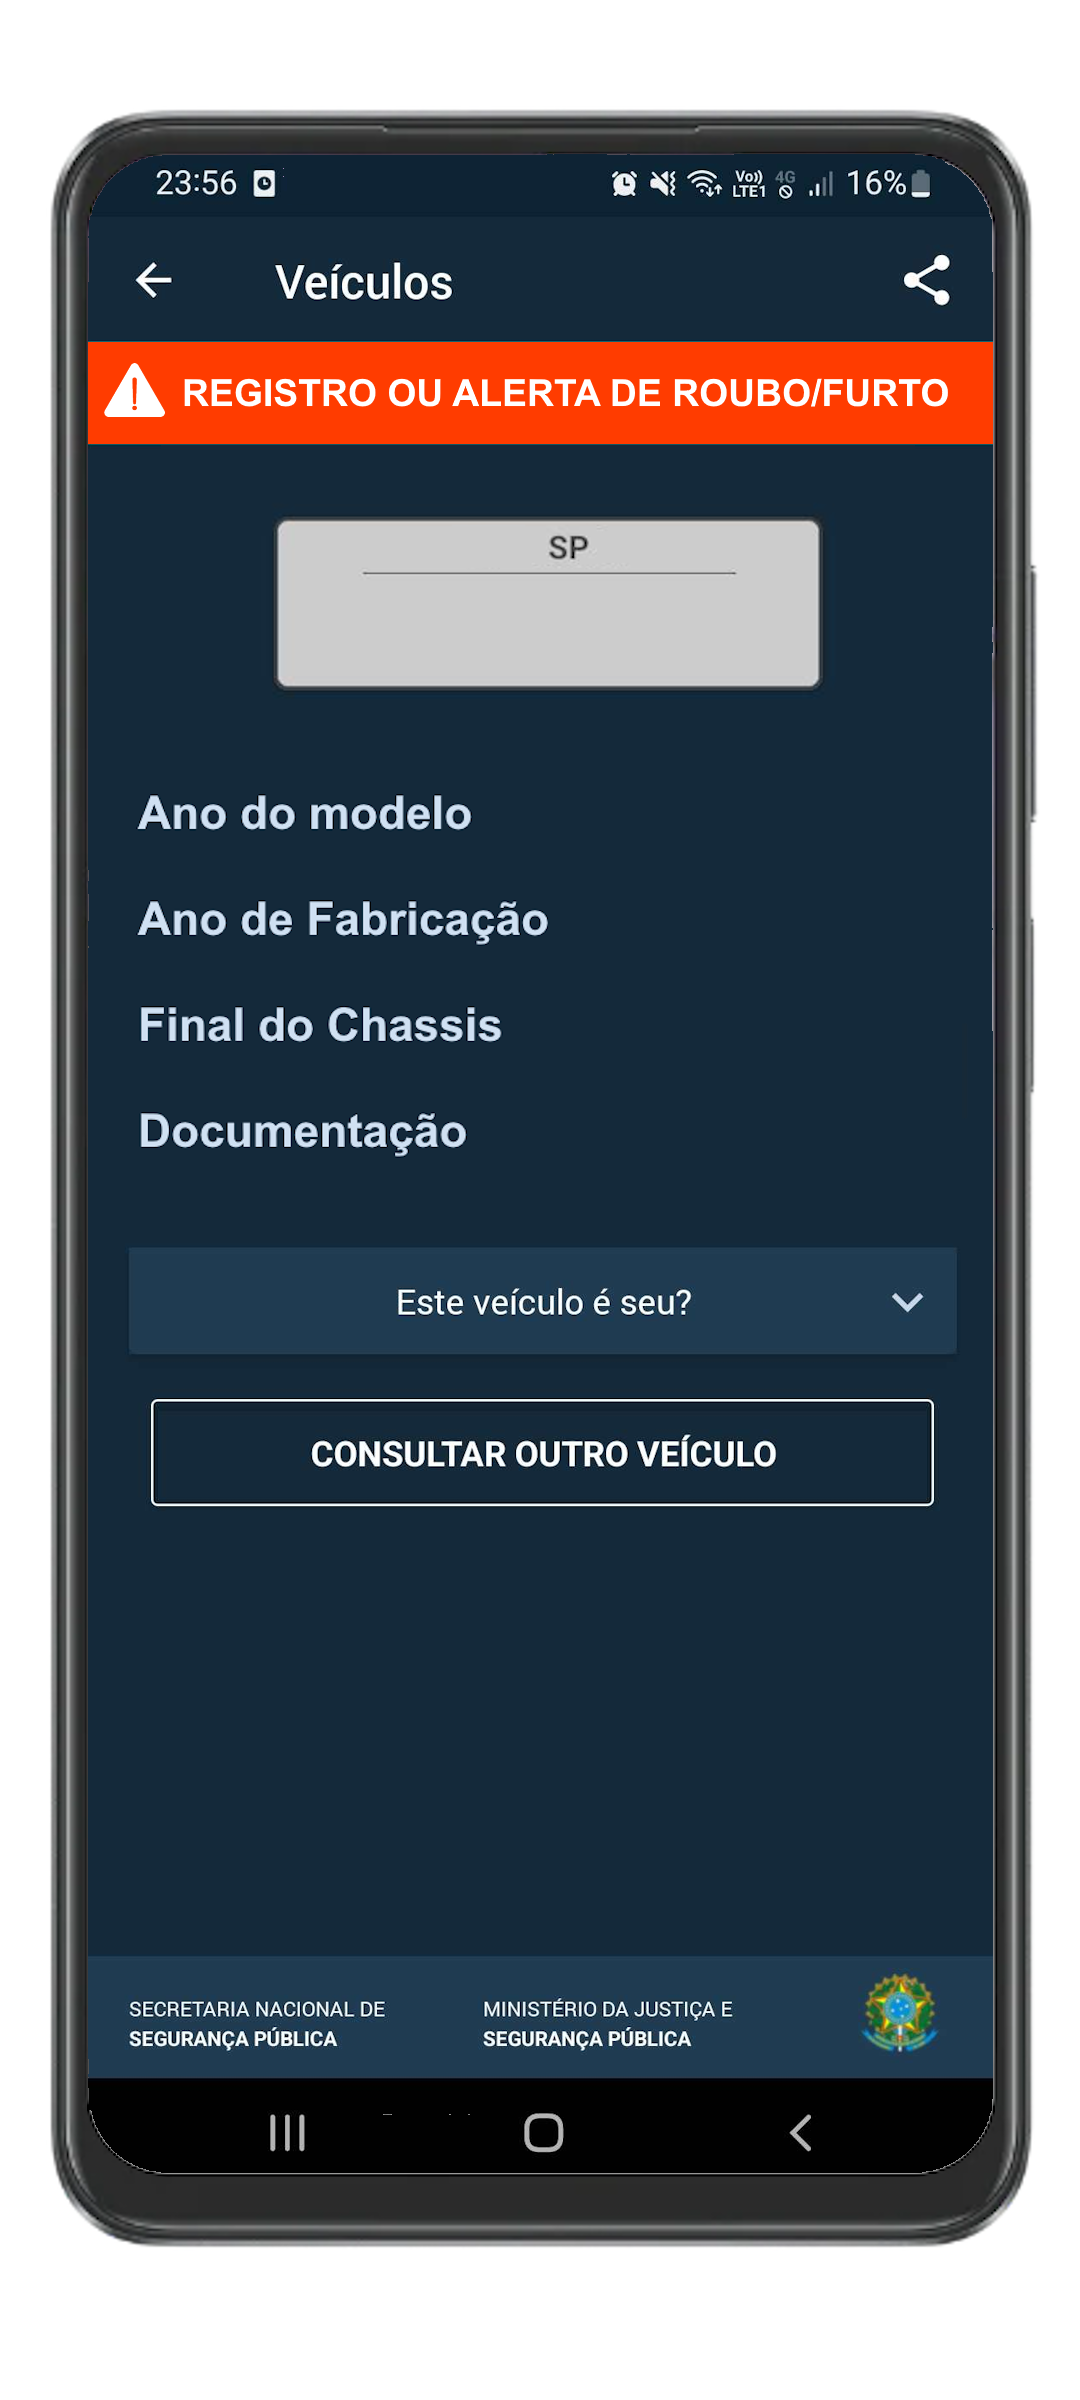 23:56
Vo))
LTE1
4G
16%
Veículos
REGISTRO OU ALERTA DE ROUBO/FURTO
SP
Ano do modelo
Ano de Fabricação
Final do Chassis
Documentação
Este veículo é seu?
CONSULTAR OUTRO VEÍCULO
SECRETARIA NACIONAL DE
SEGURANÇA PÚBLICA
MINISTÉRIO DA JUSTIÇA E
SEGURANÇA PÚBLICA